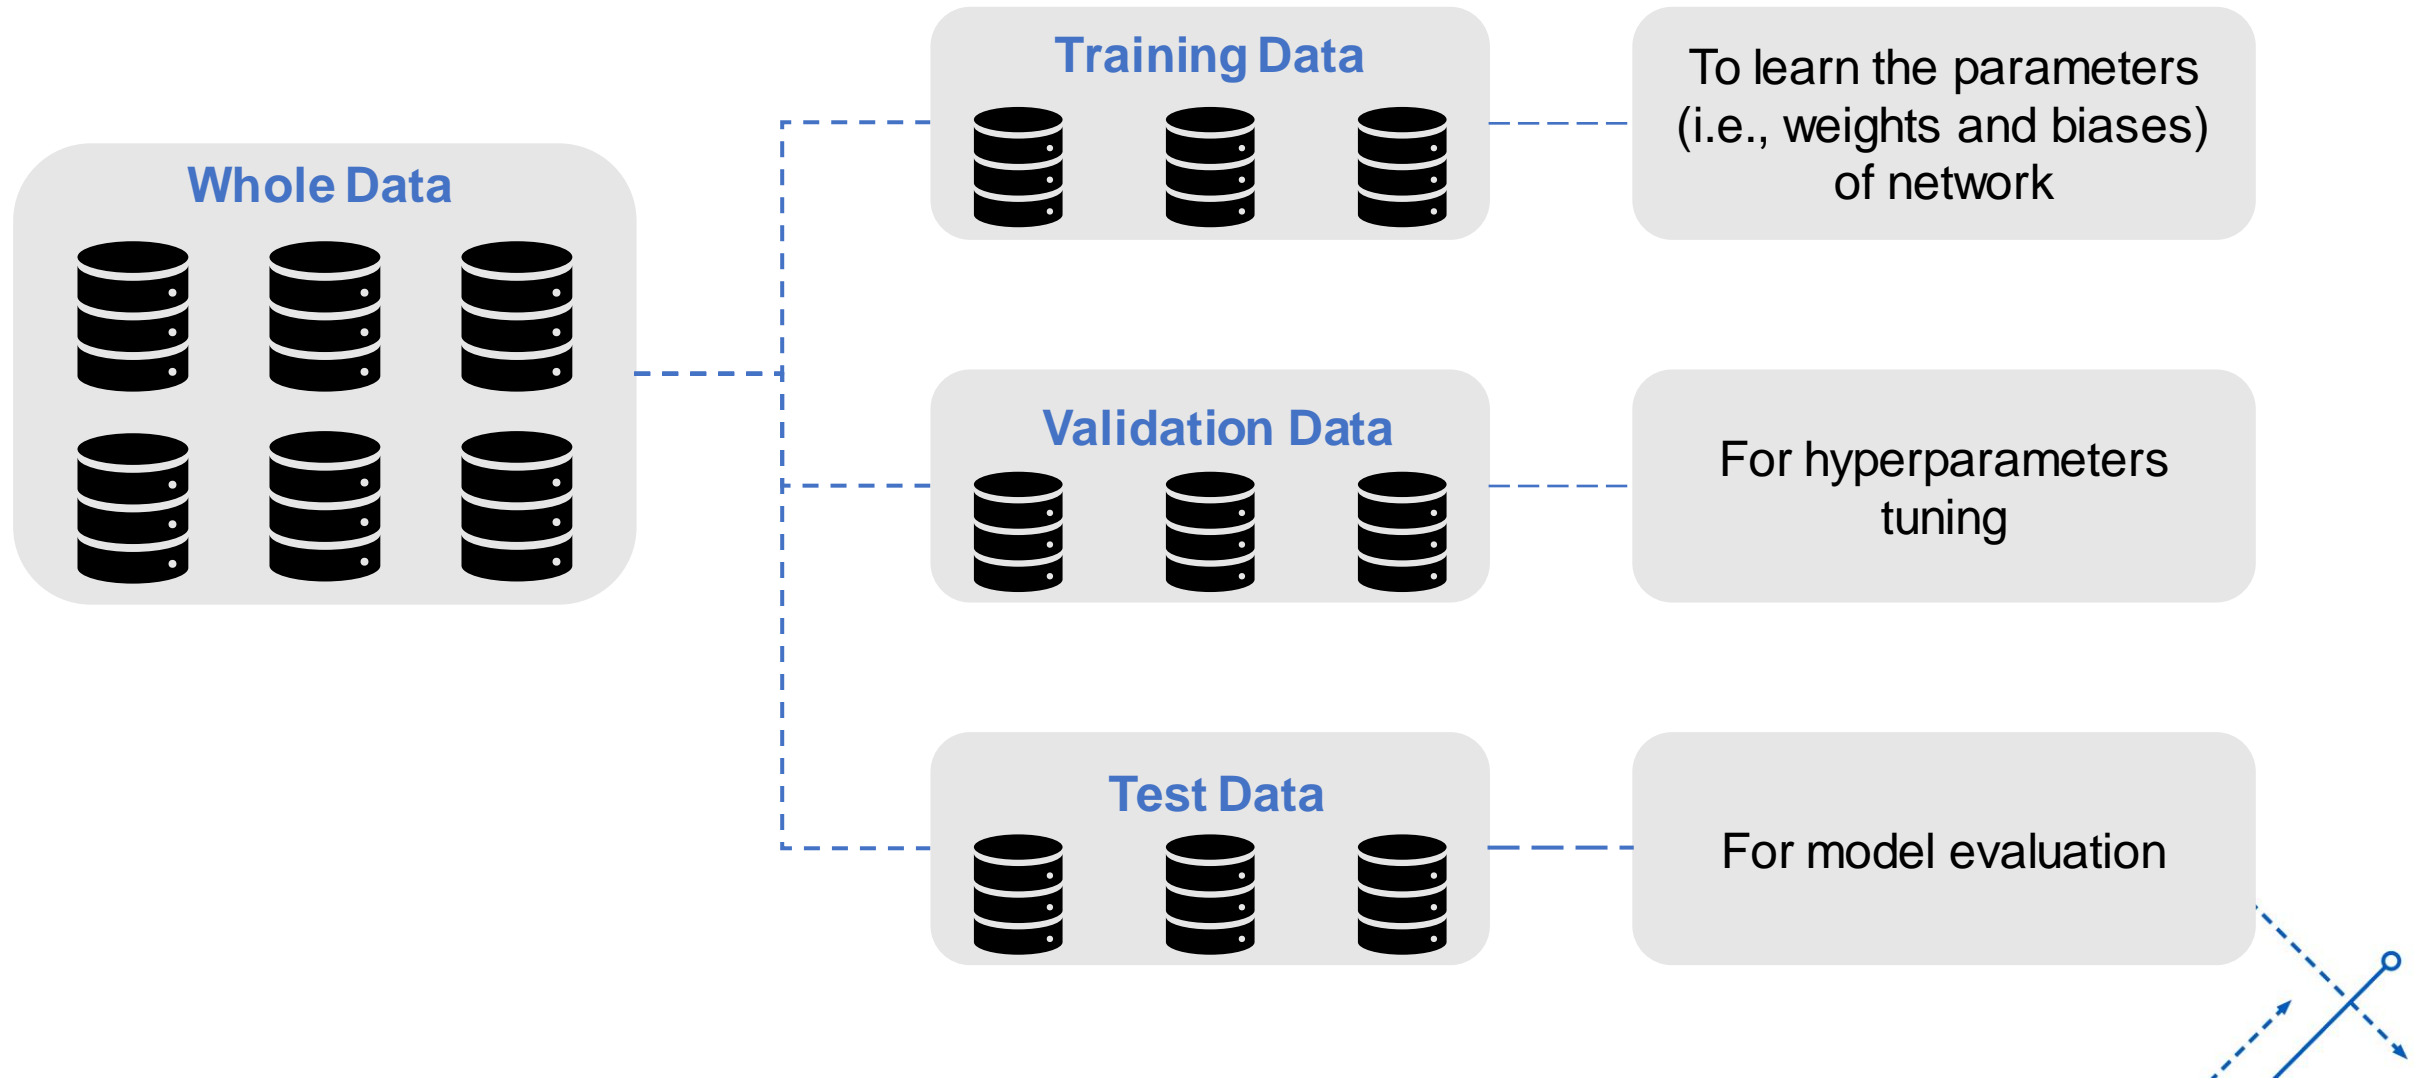 Whole Data
Training Data
To learn the parameters
(i.e., weights and biases)
of network
Validation Data
For hyperparameters
tuning
Test Data
For model evaluation